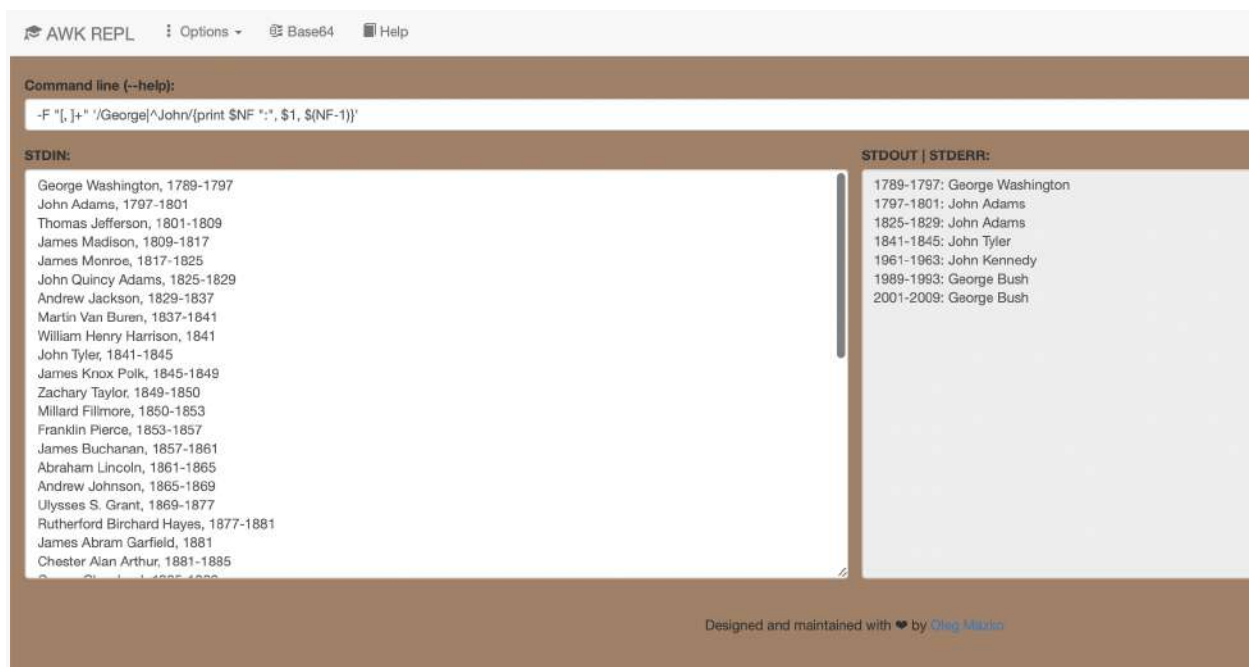 AWK REPL Options Base64 Help
Command line (--help):
-F "[, ]+" '/George|^John/{print $NF ":", $1, $(NF-1)}'
STDIN:
George Washington, 1789-1797
John Adams, 1797-1801
Thomas Jefferson, 1801-1809
James Madison, 1809-1817
James Monroe, 1817-1825
John Quincy Adams, 1825-1829
Andrew Jackson, 1829-1837
Martin Van Buren, 1837-1841
William Henry Harrison, 1841
John Tyler, 1841-1845
James Knox Polk, 1845-1849
Zachary Taylor, 1849-1850
Millard Fillmore, 1850-1853
Franklin Pierce, 1853-1857
James Buchanan, 1857-1861
Abraham Lincoln, 1861-1865
Andrew Johnson, 1865-1869
Ulysses S. Grant, 1869-1877
Rutherford Birchard Hayes, 1877-1881
James Abram Garfield, 1881
Chester Alan Arthur, 1881-1885
STDOUT | STDERR:
1789-1797: George Washington
1797-1801: John Adams
1825-1829: John Adams
1841-1845: John Tyler
1961-1963: John Kennedy
1989-1993: George Bush
2001-2009: George Bush
Designed and maintained with ❤ by Oleg Mazko